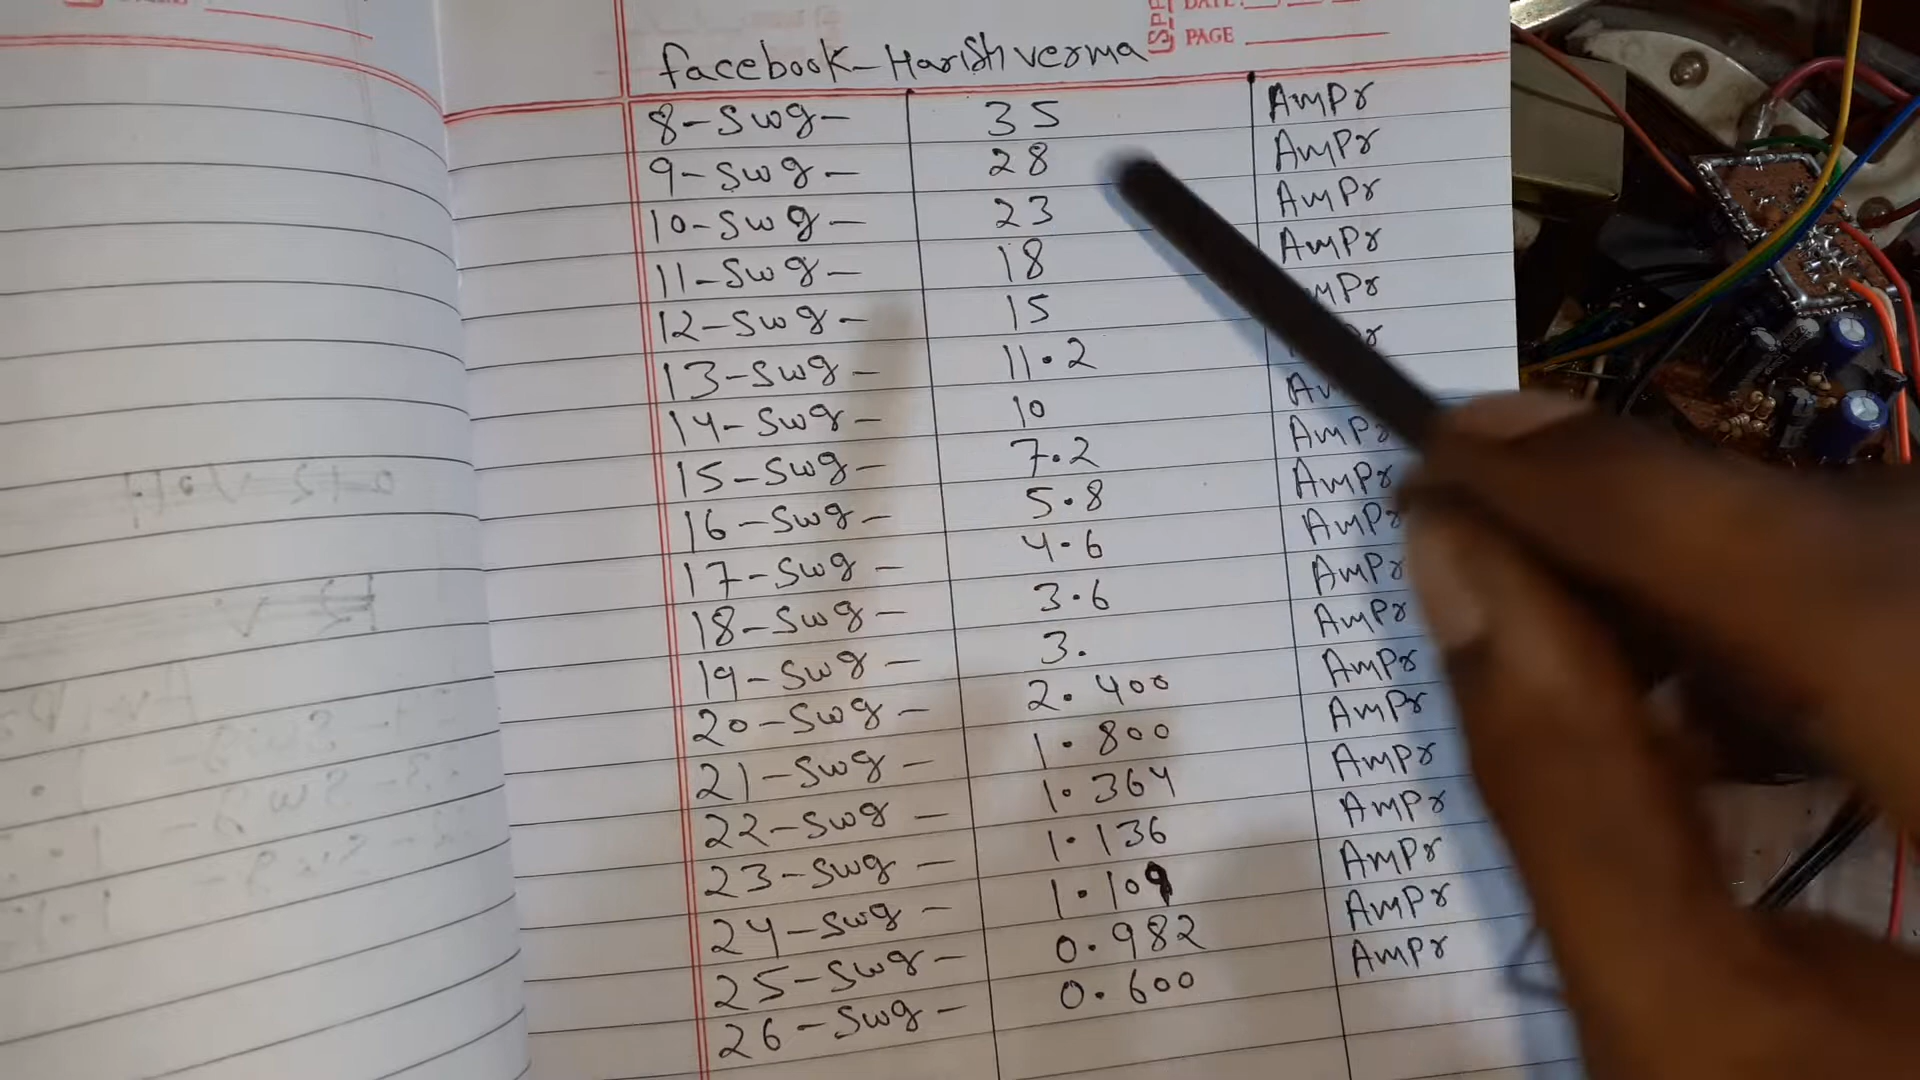 PAGE
facebook-Harish verma
8-Swg- 35 AmPr
9-Swg- 28 AmPr
10-Swg- 23 AmPr
11-Swg- 18 AmPr
12-Swg- 15 mPr
13-Swg- 11.2
14-Swg- 10 Am
15-Swg- 7.2 AmPr
16-Swg- 5.8 AmPr
17-Swg- 4.6 AmPr
18-Swg- 3.6 AmPr
19-Swg- 3. AmPr
20-Swg- 2.400 AmPr
21-Swg- 1.800 AmPr
22-Swg- 1.364 AmPr
23-Swg- 1.136 AmPr
24-Swg- 1.109 AmPr
25-Swg- 0.982 AmPr
26-Swg- 0.600 AmPr